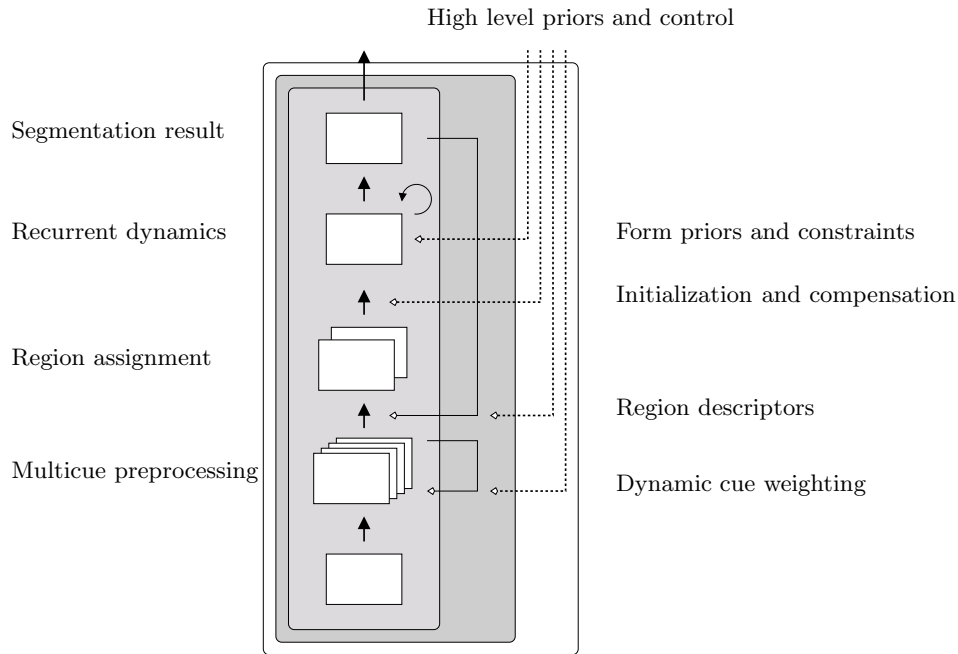 High level priors and control
Segmentation result
Recurrent dynamics
Form priors and constraints
Initialization and compensation
Region assignment
Region descriptors
Multicue preprocessing
Dynamic cue weighting